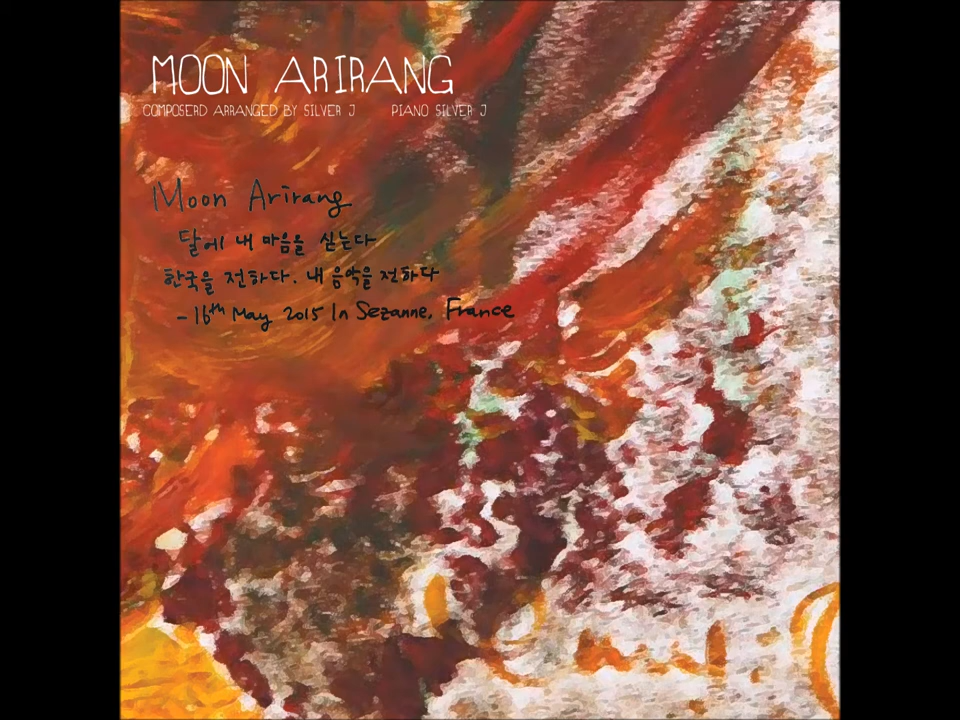 MOON ARIRANG
COMPOSERD ARRANGED BY SILVER J PIANO SILVER J
Moon Arirang
달에 내 마음을 싣는다
한국을 전하다. 내 음악을 전하다
- 16th May 2015 In Sezanne, France